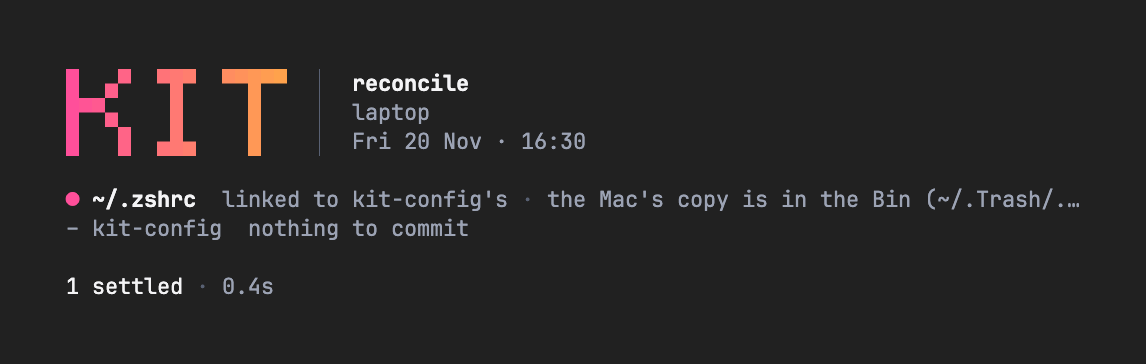 KIT
reconcile
laptop
Fri 20 Nov · 16:30
● ~/.zshrc  linked to kit-config's · the Mac's copy is in the Bin (~/.Trash/.…
– kit-config  nothing to commit
1 settled · 0.4s